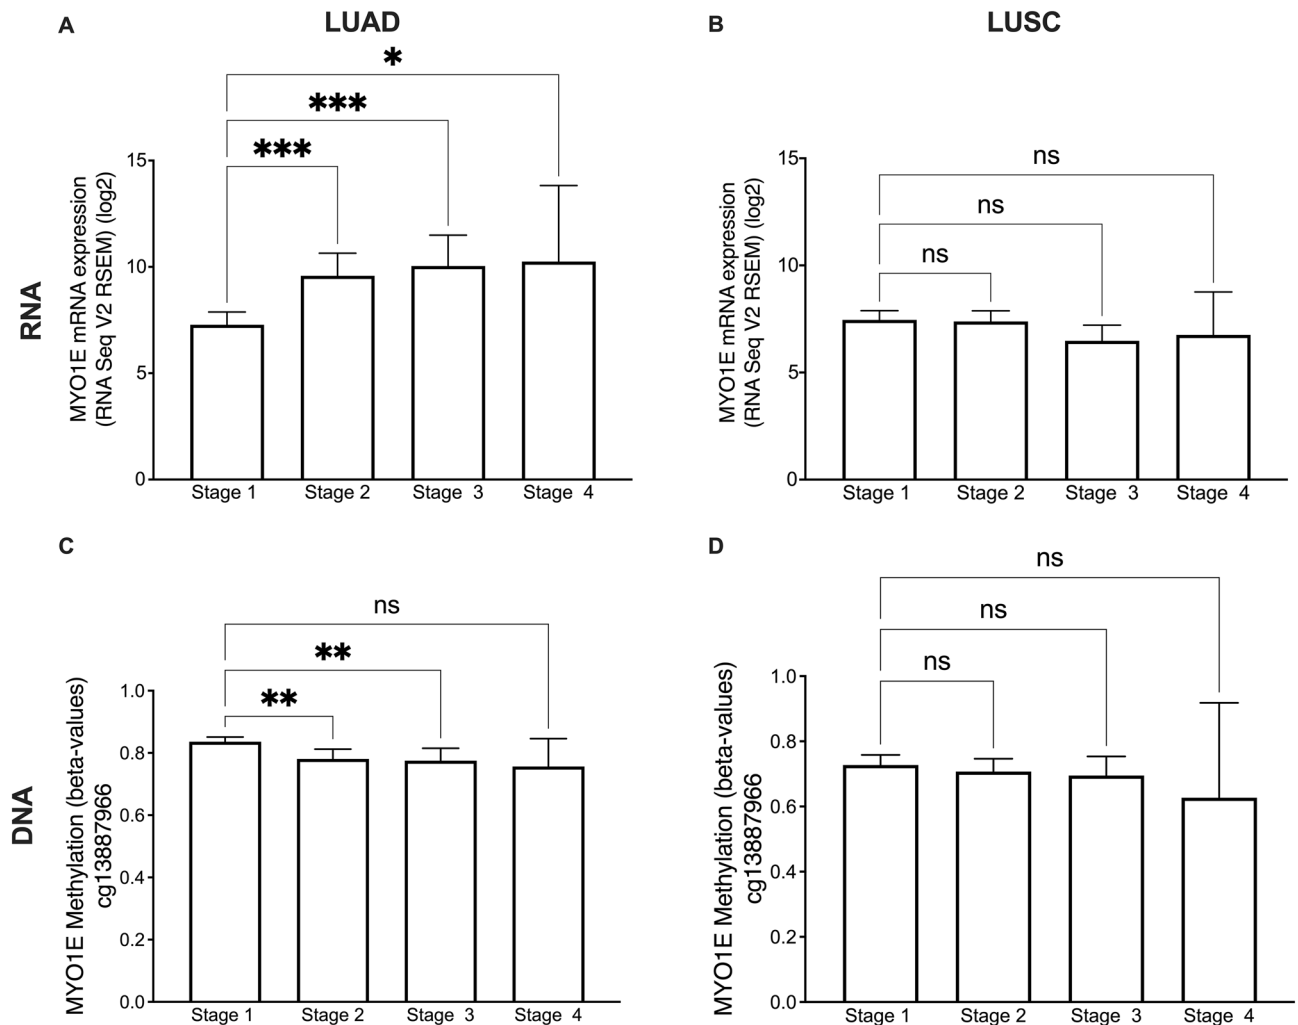 A
LUAD
B
LUSC
RNA
MYO1E mRNA expression
(RNA Seq V2 RSEM) (log2)
*
***
***
15
10
5
0
Stage 1
Stage 2
Stage 3
Stage 4
MYO1E mRNA expression
(RNA Seq V2 RSEM) (log2)
ns
ns
ns
15
10
5
0
Stage 1
Stage 2
Stage 3
Stage 4
C
DNA
MYO1E Methylation (beta-values)
cg13887966
ns
**
**
1.0
0.8
0.6
0.4
0.2
0.0
Stage 1
Stage 2
Stage 3
Stage 4
D
MYO1E Methylation (beta-values)
cg13887966
ns
ns
ns
1.0
0.8
0.6
0.4
0.2
0.0
Stage 1
Stage 2
Stage 3
Stage 4